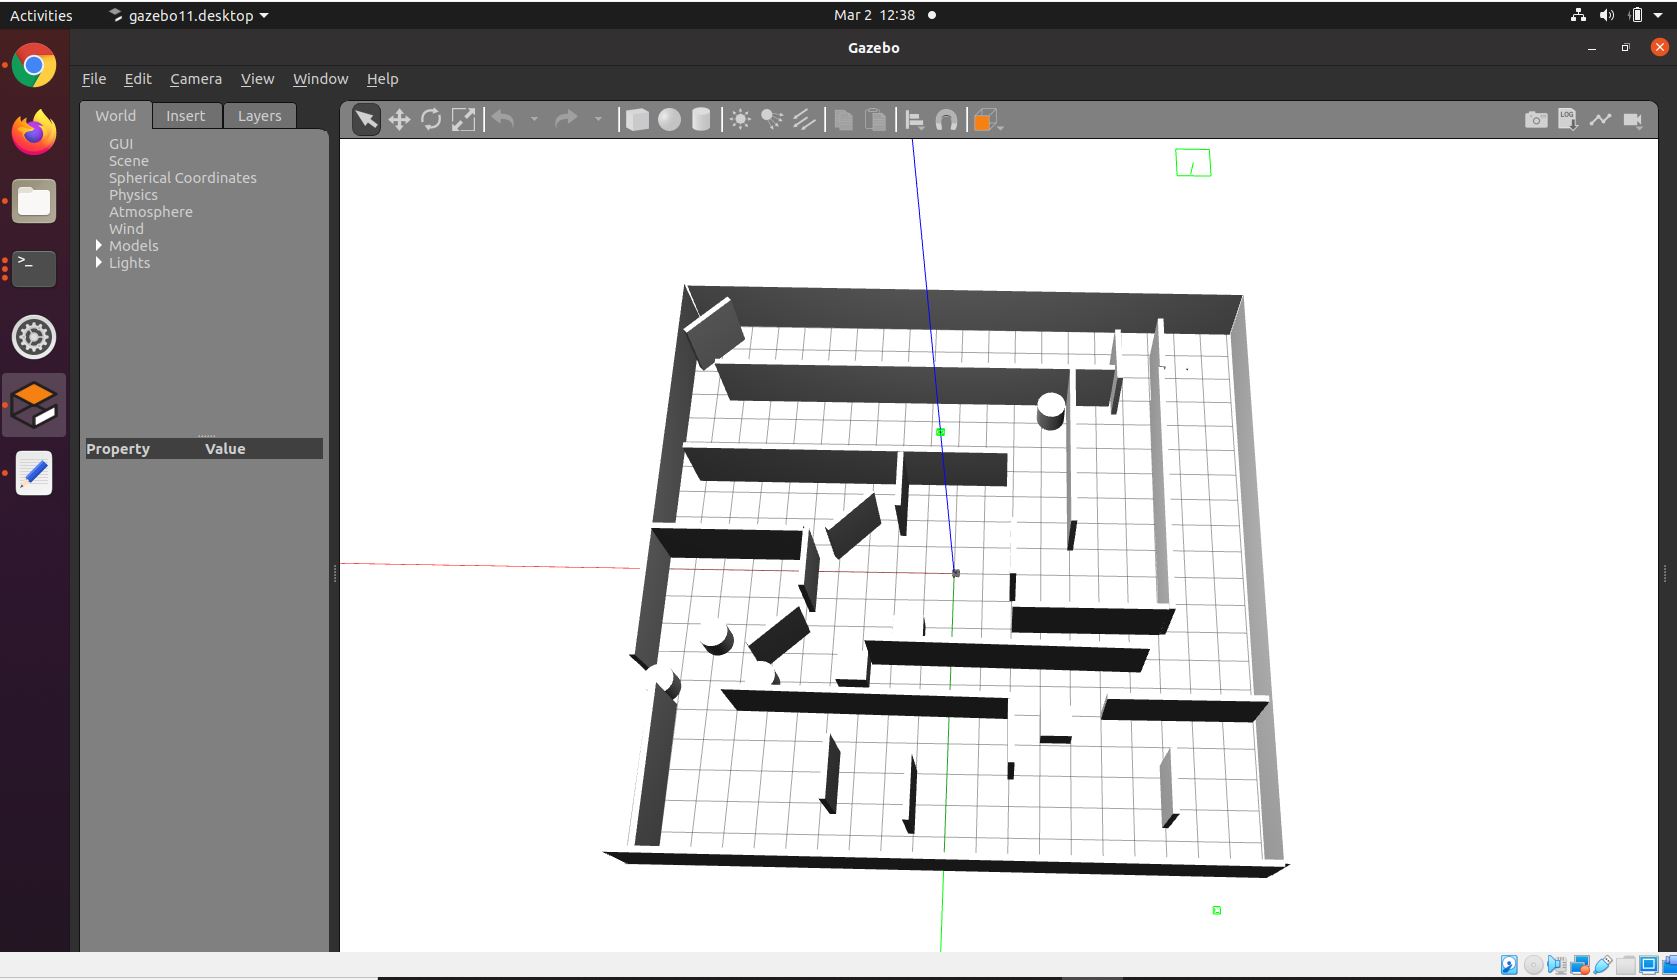 Activities
gazebo11.desktop
Mar 2 12:38
Gazebo
File Edit Camera View Window Help
World Insert Layers
LOG
GUI
Scene
Spherical Coordinates
Physics
Atmosphere
Wind
Models
Lights
Property Value